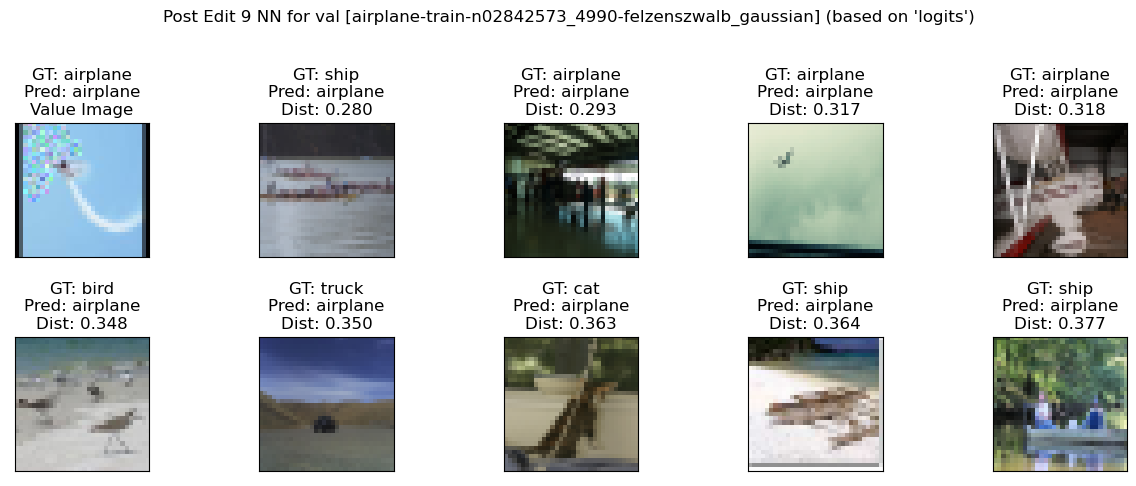 Post Edit 9 NN for val [airplane-train-n02842573_4990-felzenszwalb_gaussian] (based on 'logits')
GT: airplane
Pred: airplane
Value Image
GT: ship
Pred: airplane
Dist: 0.280
GT: airplane
Pred: airplane
Dist: 0.293
GT: airplane
Pred: airplane
Dist: 0.317
GT: airplane
Pred: airplane
Dist: 0.318
GT: bird
Pred: airplane
Dist: 0.348
GT: truck
Pred: airplane
Dist: 0.350
GT: cat
Pred: airplane
Dist: 0.363
GT: ship
Pred: airplane
Dist: 0.364
GT: ship
Pred: airplane
Dist: 0.377